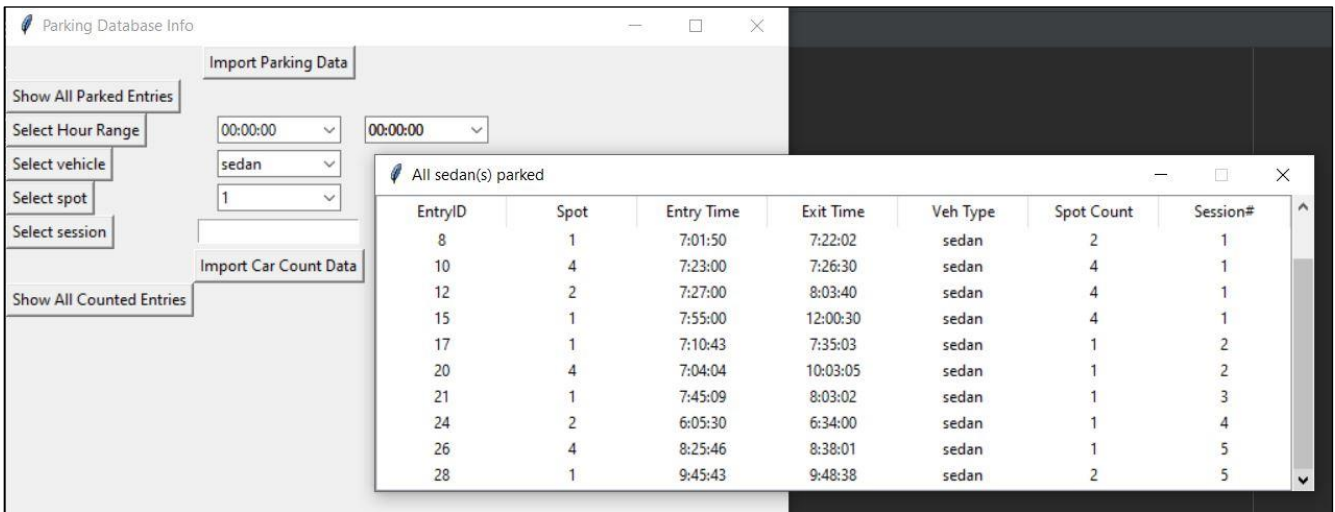 Parking Database Info
Import Parking Data
Show All Parked Entries
Select Hour Range 00:00:00 00:00:00
Select vehicle sedan
Select spot 1
Select session
Import Car Count Data
Show All Counted Entries
All sedan(s) parked
EntryID Spot Entry Time Exit Time Veh Type Spot Count Session#
8 1 7:01:50 7:22:02 sedan 2 1
10 4 7:23:00 7:26:30 sedan 4 1
12 2 7:27:00 8:03:40 sedan 4 1
15 1 7:55:00 12:00:30 sedan 4 1
17 1 7:10:43 7:35:03 sedan 1 2
20 4 7:04:04 10:03:05 sedan 1 2
21 1 7:45:09 8:03:02 sedan 1 3
24 2 6:05:30 6:34:00 sedan 1 4
26 4 8:25:46 8:38:01 sedan 1 5
28 1 9:45:43 9:48:38 sedan 2 5